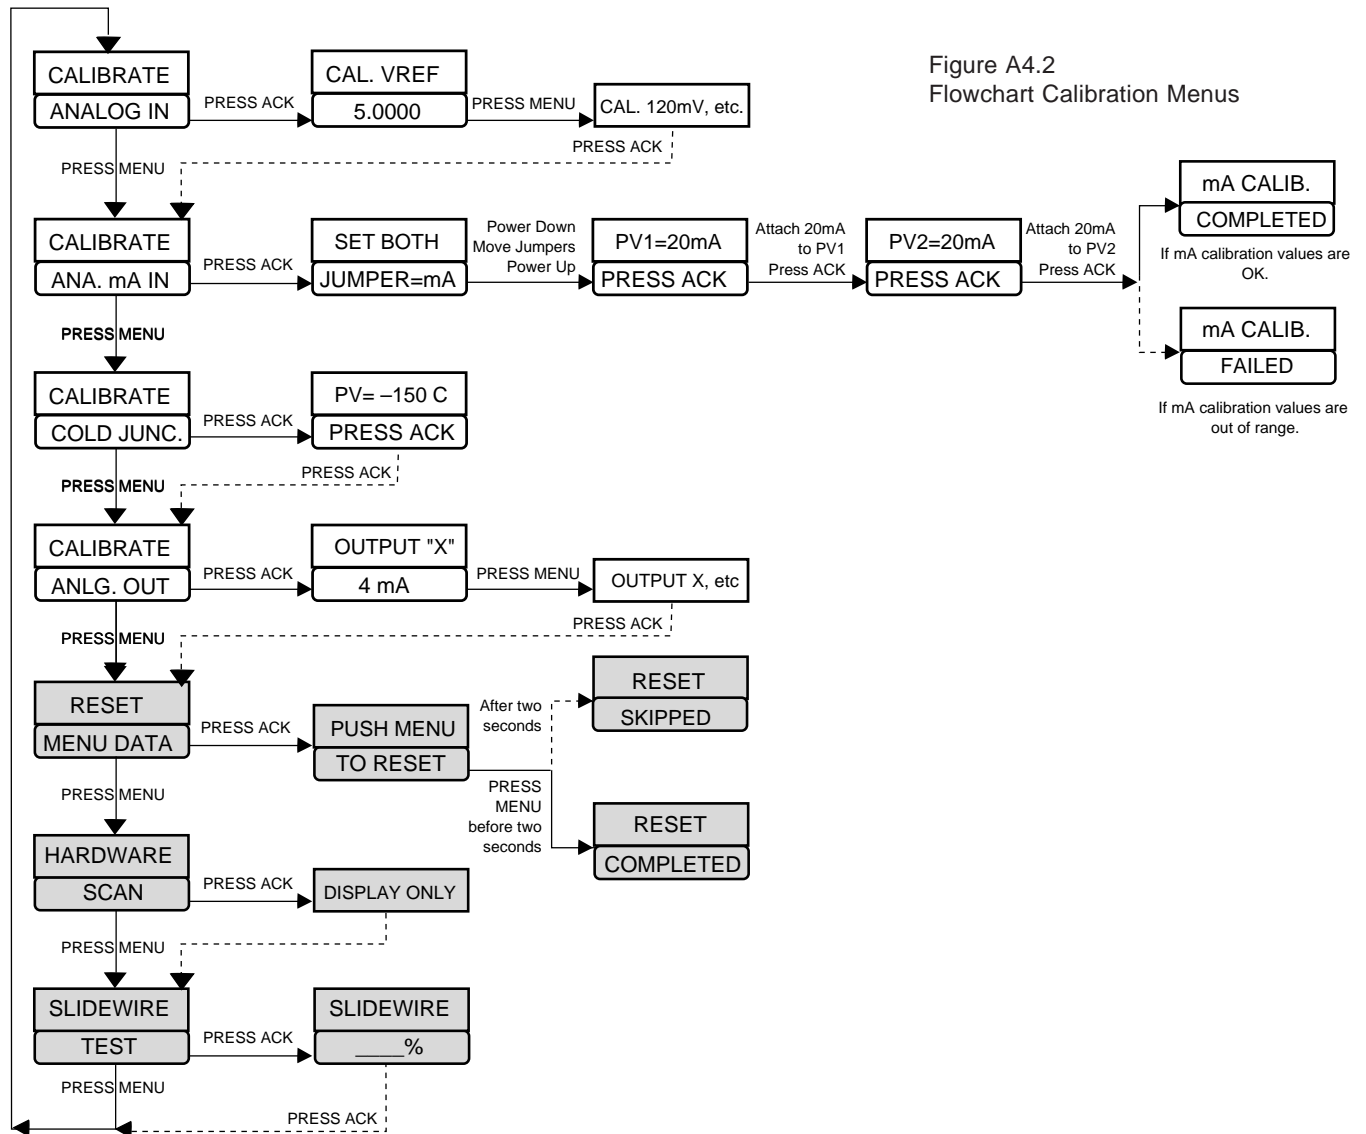 Figure A4.2
Flowchart Calibration Menus
CALIBRATE
ANALOG IN
PRESS ACK
CAL. VREF
5.0000
PRESS MENU
CAL. 120mV, etc.
PRESS ACK
PRESS MENU
CALIBRATE
ANA. mA IN
PRESS ACK
SET BOTH
JUMPER=mA
Power Down
Move Jumpers
Power Up
PV1=20mA
PRESS ACK
Attach 20mA
to PV1
Press ACK
PV2=20mA
PRESS ACK
Attach 20mA
to PV2
Press ACK
mA CALIB.
COMPLETED
If mA calibration values are
OK.
mA CALIB.
FAILED
If mA calibration values are
out of range.
PRESS MENU
CALIBRATE
COLD JUNC.
PRESS ACK
PV= –150 C
PRESS ACK
PRESS ACK
PRESS MENU
CALIBRATE
ANLG. OUT
PRESS ACK
OUTPUT "X"
4 mA
PRESS MENU
OUTPUT X, etc
PRESS ACK
PRESS MENU
RESET
MENU DATA
PRESS ACK
PUSH MENU
TO RESET
After two
seconds
RESET
SKIPPED
PRESS
MENU
before two
seconds
RESET
COMPLETED
PRESS MENU
HARDWARE
SCAN
PRESS ACK
DISPLAY ONLY
PRESS MENU
SLIDEWIRE
TEST
PRESS ACK
SLIDEWIRE
____%
PRESS MENU
PRESS ACK